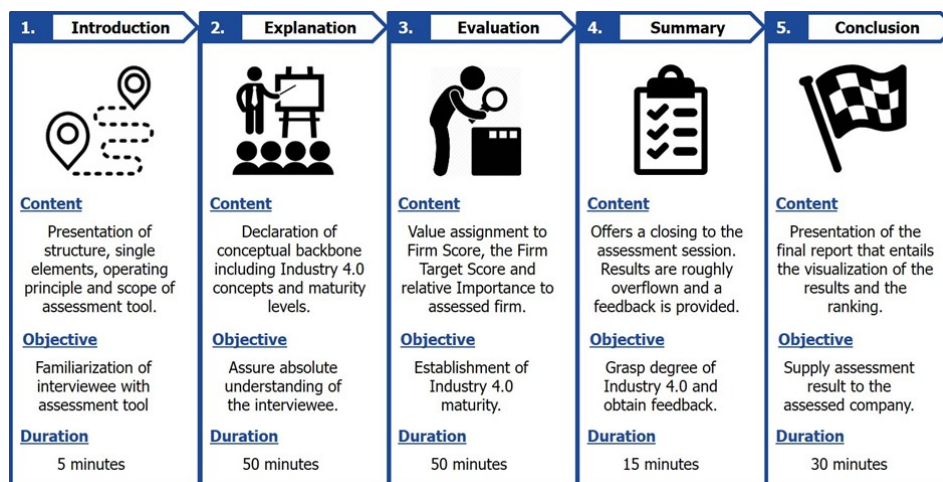 1. Introduction
2. Explanation
3. Evaluation
4. Summary
5. Conclusion
Content
Presentation of
structure, single
elements, operating
principle and scope of
assessment tool.
Objective
Familiarization of
interviewee with
assessment tool
Duration
5 minutes
Content
Declaration of
conceptual backbone
including Industry 4.0
concepts and maturity
levels.
Objective
Assure absolute
understanding of
the interviewee.
Duration
50 minutes
Content
Value assignment to
Firm Score, the Firm
Target Score and
relative Importance to
assessed firm.
Objective
Establishment of
Industry 4.0
maturity.
Duration
50 minutes
Content
Offers a closing to the
assessment session.
Results are roughly
overflown and a
feedback is provided.
Objective
Grasp degree of
Industry 4.0 and
obtain feedback.
Duration
15 minutes
Content
Presentation of the
final report that entails
the visualization of the
results and the
ranking.
Objective
Supply assessment
result to the
assessed company.
Duration
30 minutes